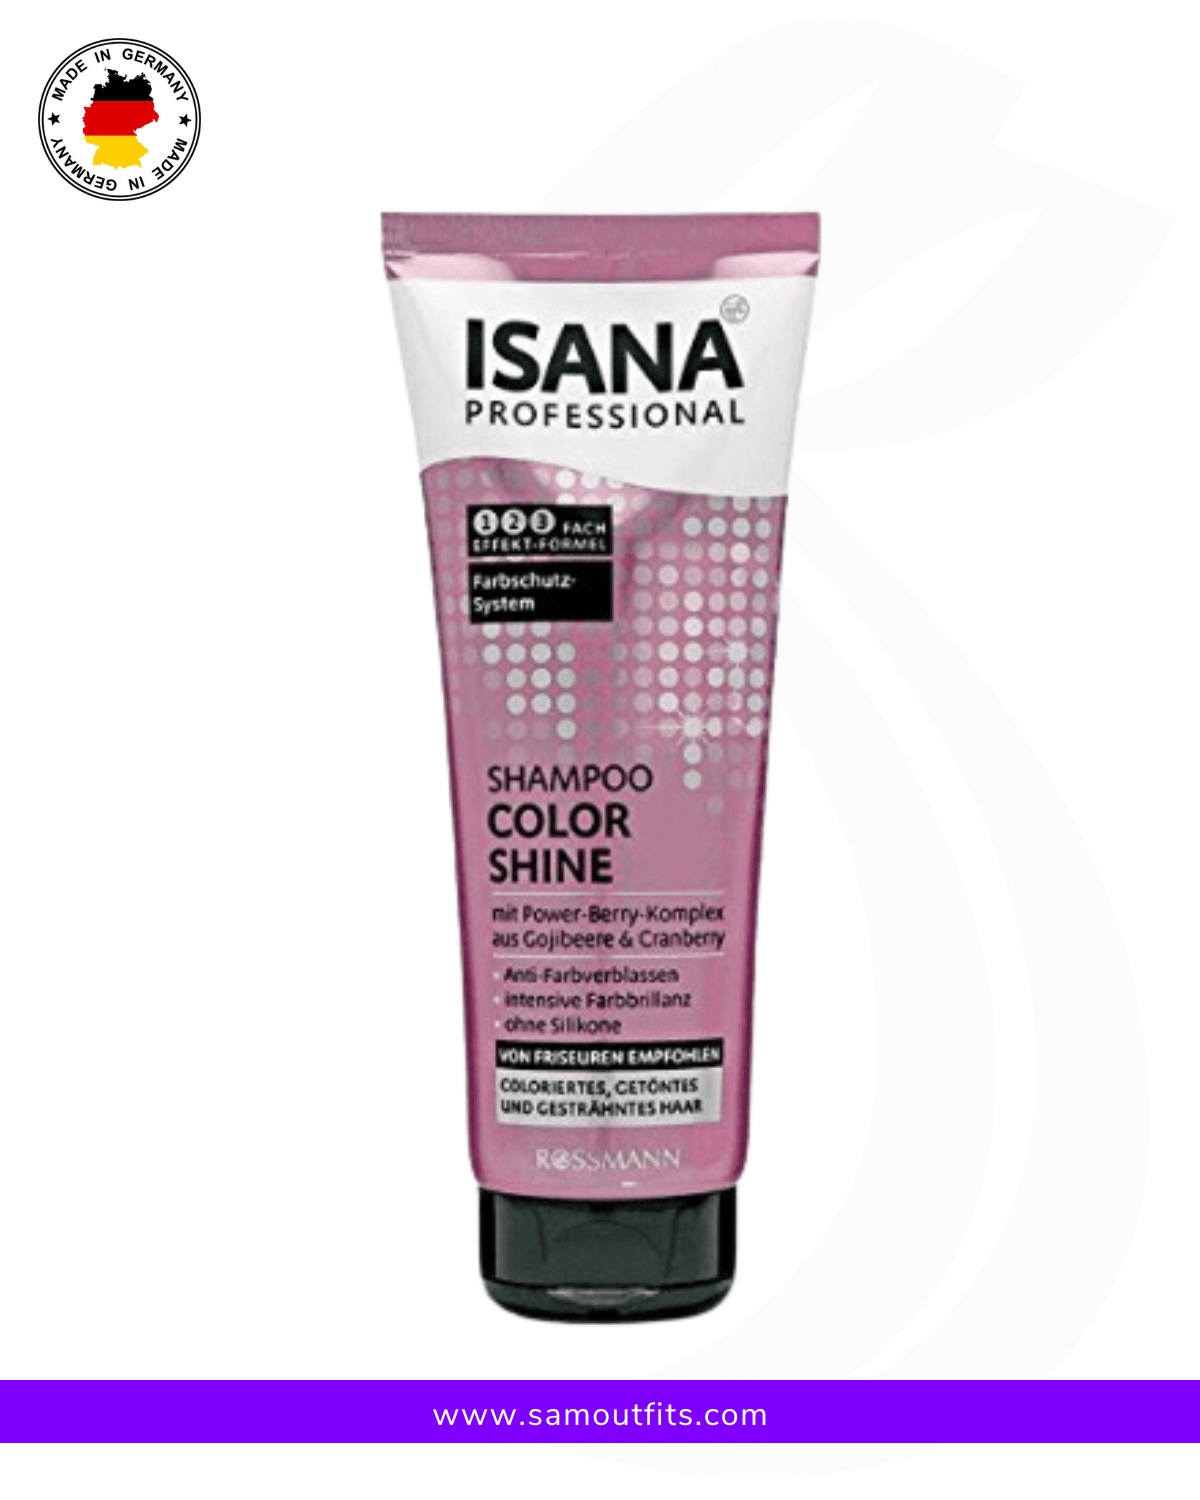 MADE IN GERMANY
MADE IN GERMANY
ISANA
PROFESSIONAL
1 2 3 FACH
EFFEKT-FORMEL
Farbschutz-
System
SHAMPOO
COLOR
SHINE
mit Power-Berry-Komplex
aus Gojibeere & Cranberry
· Anti-Farbverblassen
· intensive Farbbrillanz
· ohne Silikone
VON FRISEUREN EMPFOHLEN
COLORIERTES, GETÖNTES
UND GESTRÄHNTES HAAR
ROSSMANN
www.samoutfits.com